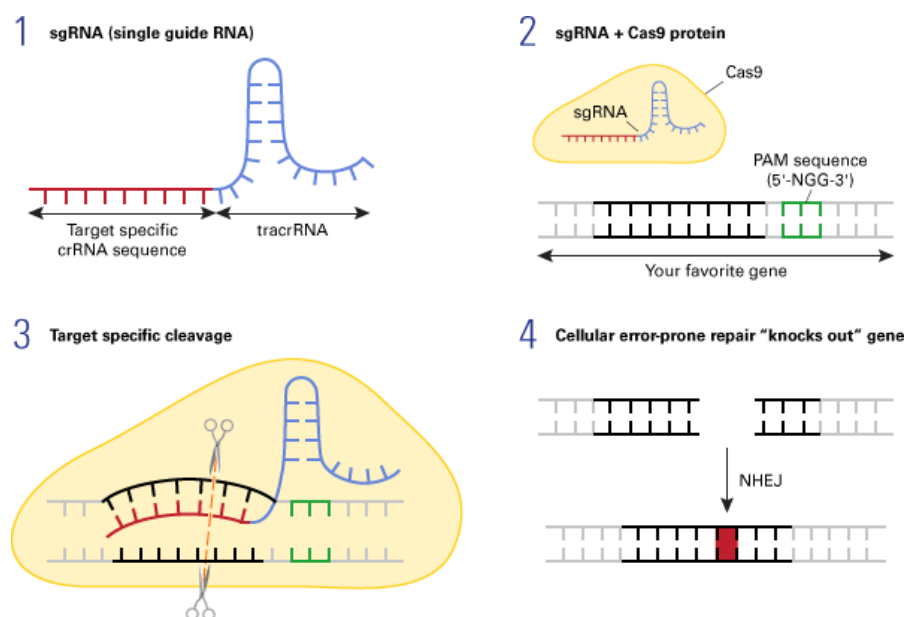 1 sgRNA (single guide RNA)
Target specific
crRNA sequence
tracrRNA
2 sgRNA + Cas9 protein
Cas9
sgRNA
PAM sequence
(5'-NGG-3')
Your favorite gene
3 Target specific cleavage
4 Cellular error-prone repair “knocks out” gene
NHEJ